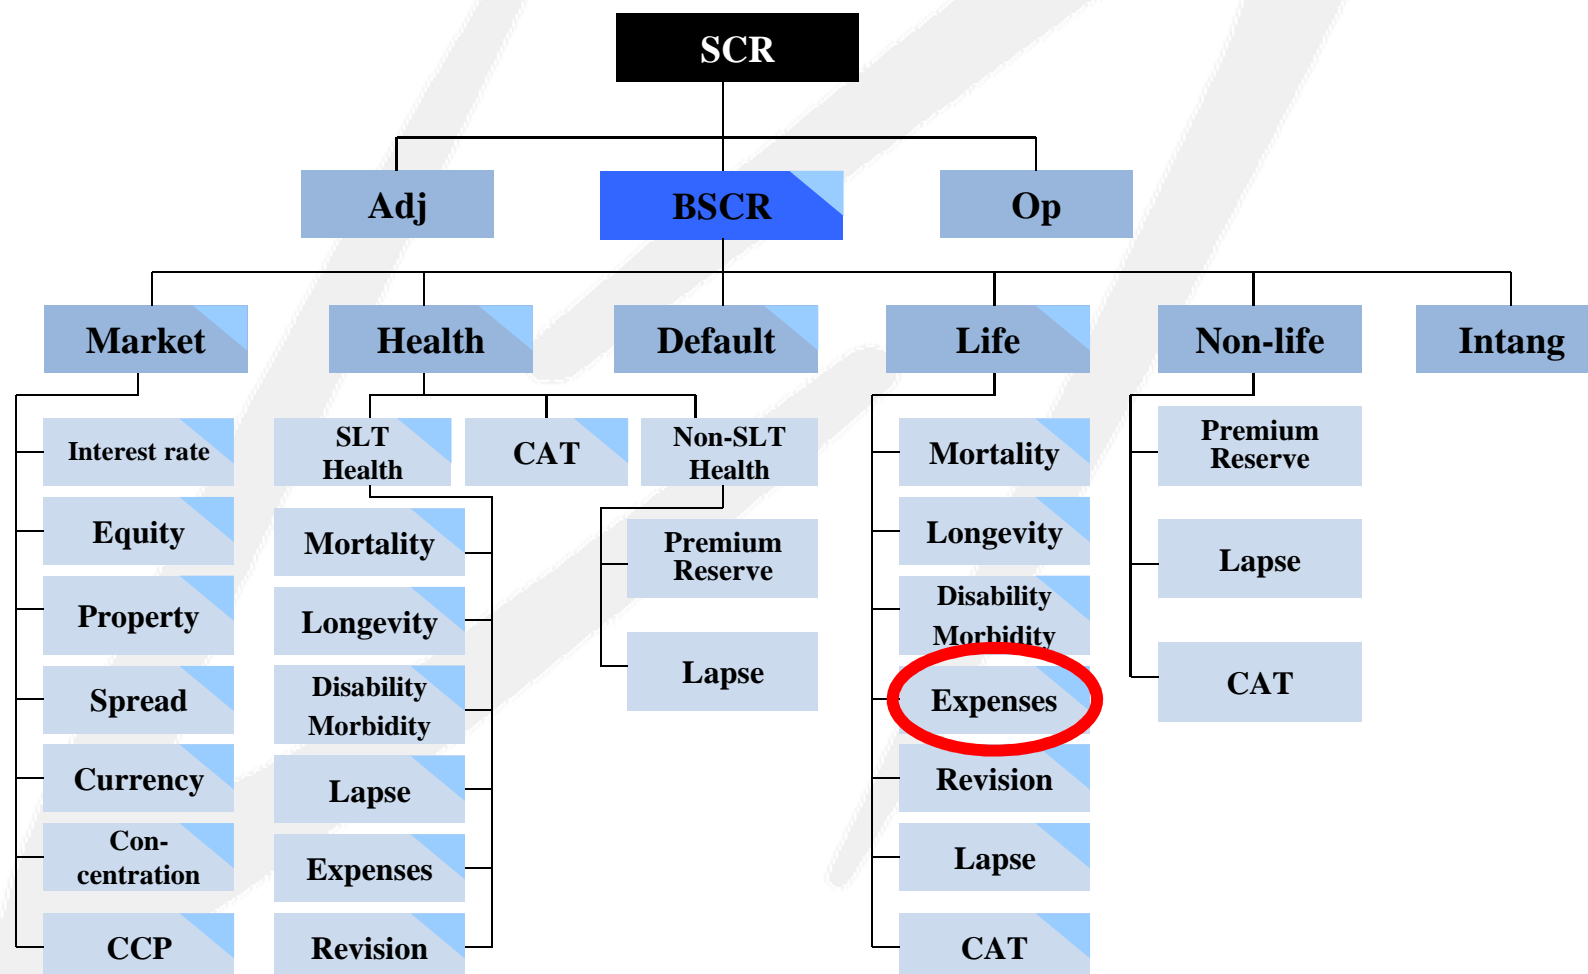 SCR
Adj
BSCR
Op
Market
Health
Default
Life
Non-life
Intang
Interest rate
Equity
Property
Spread
Currency
Con-
centration
CCP
SLT
Health
CAT
Non-SLT
Health
Mortality
Longevity
Disability
Morbidity
Lapse
Expenses
Revision
Premium
Reserve
Lapse
Mortality
Longevity
Disability
Morbidity
Expenses
Revision
Lapse
CAT
Premium
Reserve
Lapse
CAT